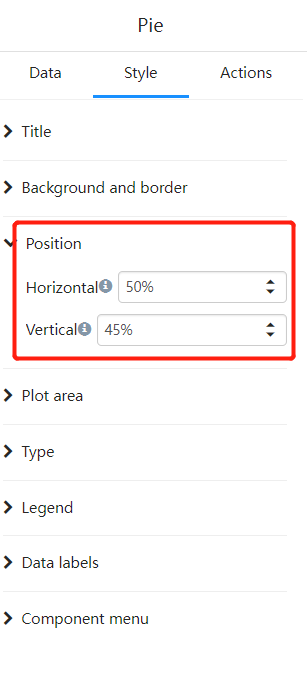 Pie
Data Style Actions
Title
Background and border
Position
Horizontal 50%
Vertical 45%
Plot area
Type
Legend
Data labels
Component menu